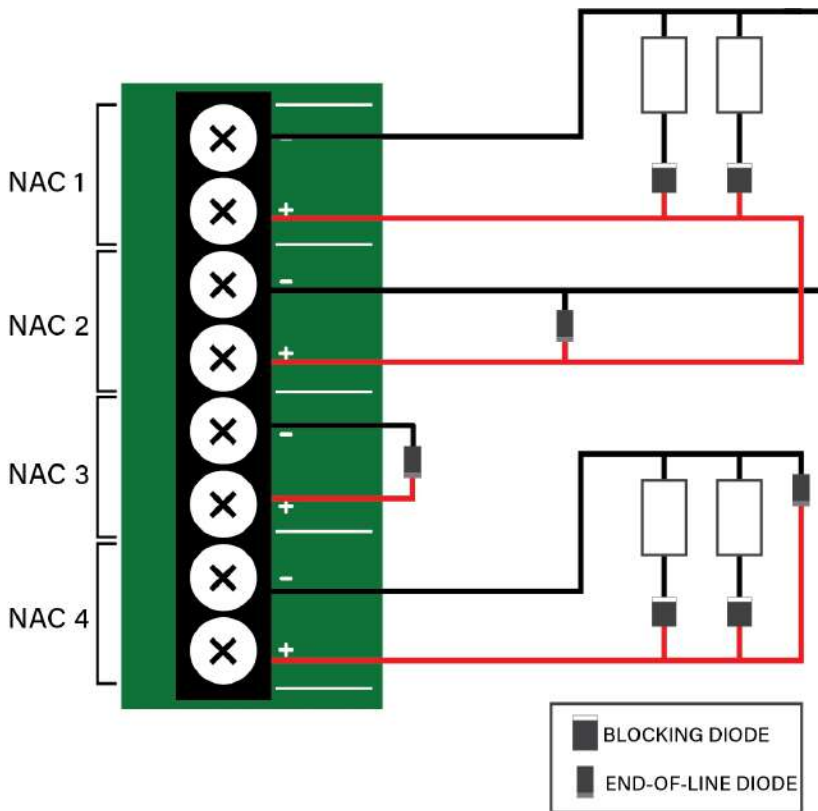 NAC 1
-
+
NAC 2
-
+
NAC 3
-
+
NAC 4
-
+
BLOCKING DIODE
END-OF-LINE DIODE